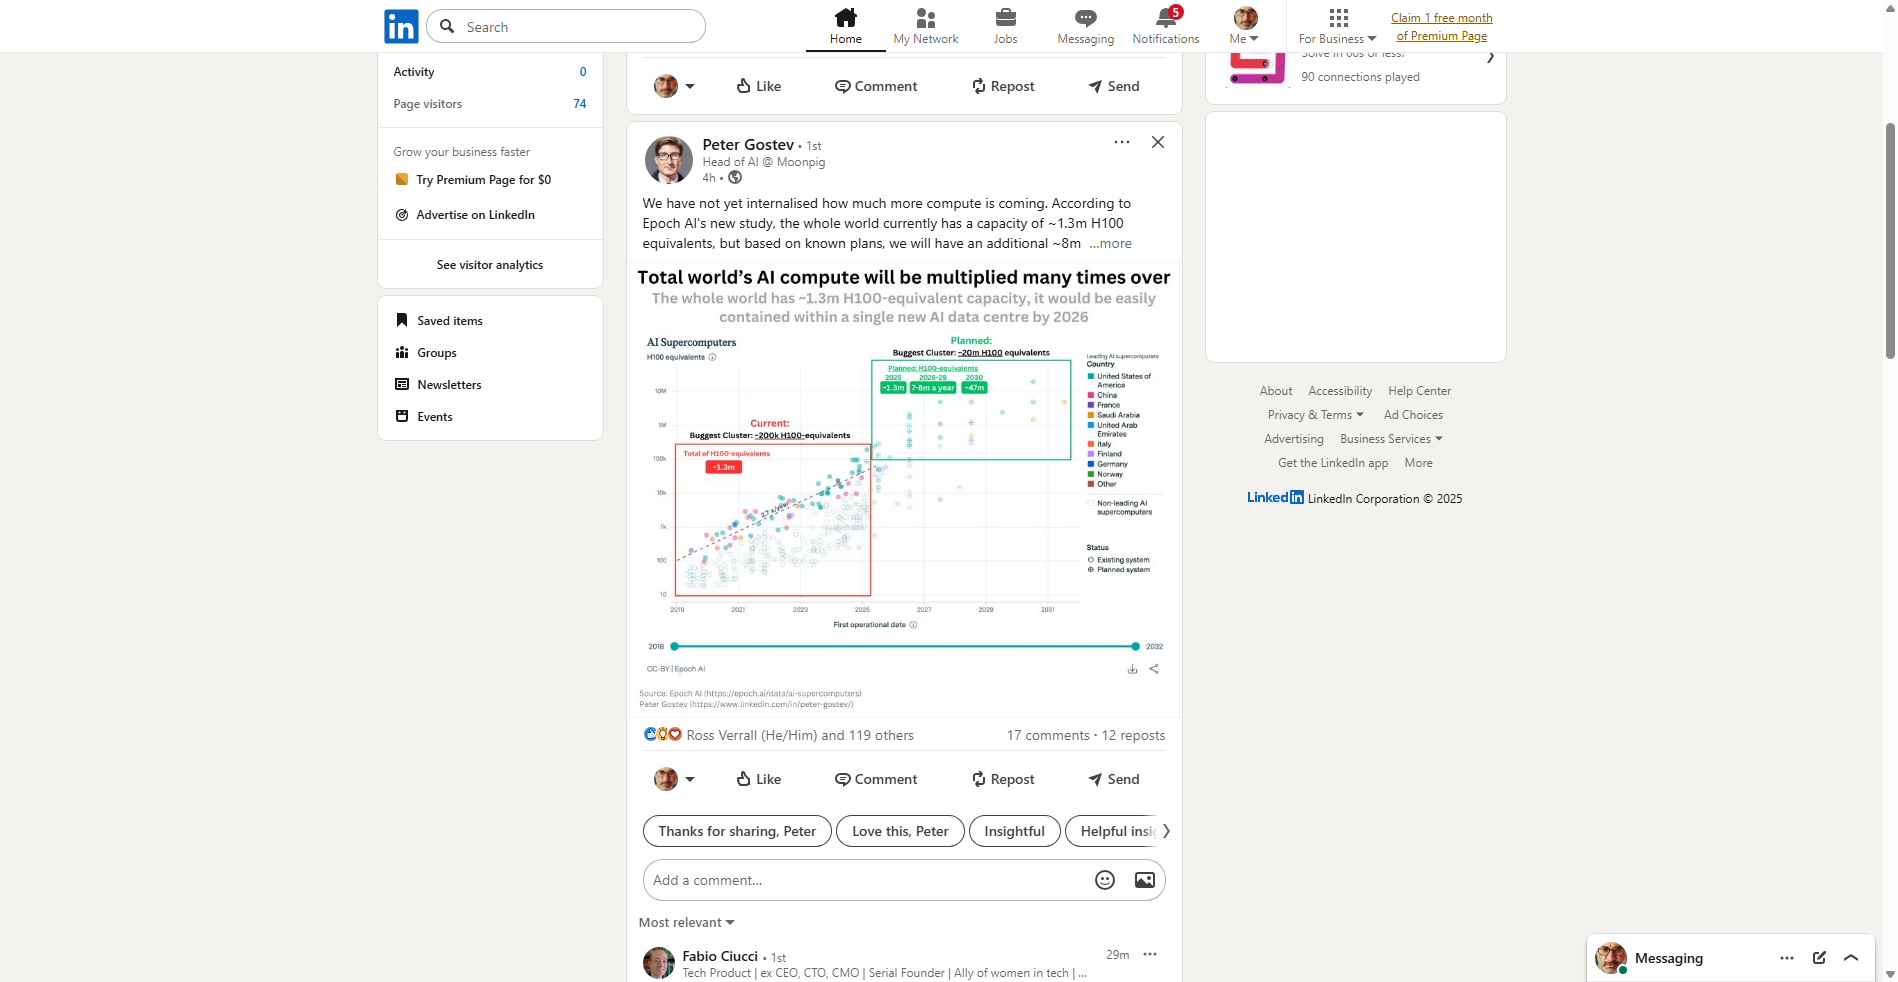 in
Search
Home
My Network
Jobs
Messaging
5
Notifications
Me
For Business
Claim 1 free month
of Premium Page
Activity 0
Page visitors 74
Grow your business faster
Try Premium Page for $0
Advertise on LinkedIn
See visitor analytics
Saved items
Groups
Newsletters
Events
Like Comment Repost Send
Peter Gostev • 1st
Head of AI @ Moonpig
4h •
We have not yet internalised how much more compute is coming. According to
Epoch AI's new study, the whole world currently has a capacity of ~1.3m H100
equivalents, but based on known plans, we will have an additional ~8m ...more
Total world's AI compute will be multiplied many times over
The whole world has ~1.3m H100-equivalent capacity, it would be easily
contained within a single new AI data centre by 2026
AI Supercomputers
H100 equivalents
Planned:
Buggest Cluster: ~20m H100 equivalents
Planned: H100-equivalents
2025 2026-29 2030
~1.3m 7-8m a year ~47m
Current:
Buggest Cluster: ~200k H100-equivalents
Total of H100-equivalents
~1.3m
2.7 x/year
10M
1M
100k
10k
1k
100
10
2019 2021 2023 2025 2027 2029 2031
First operational date
2018 2032
Leading AI supercomputers
Country
United States of
America
China
France
Saudi Arabia
United Arab
Emirates
Italy
Finland
Germany
Norway
Other
Non-leading AI
supercomputers
Status
Existing system
Planned system
CC-BY | Epoch AI
Source: Epoch AI (https://epoch.ai/data/ai-supercomputers)
Peter Gostev (https://www.linkedin.com/in/peter-gostev/)
Ross Verrall (He/Him) and 119 others 17 comments • 12 reposts
Like Comment Repost Send
Thanks for sharing, Peter
Love this, Peter
Insightful
Helpful insig
Add a comment...
Most relevant
Fabio Ciucci • 1st 29m
Tech Product | ex CEO, CTO, CMO | Serial Founder | Ally of women in tech | ...
Solve in 60s or less!
90 connections played
About Accessibility Help Center
Privacy & Terms Ad Choices
Advertising Business Services
Get the LinkedIn app More
Linked in LinkedIn Corporation © 2025
Messaging